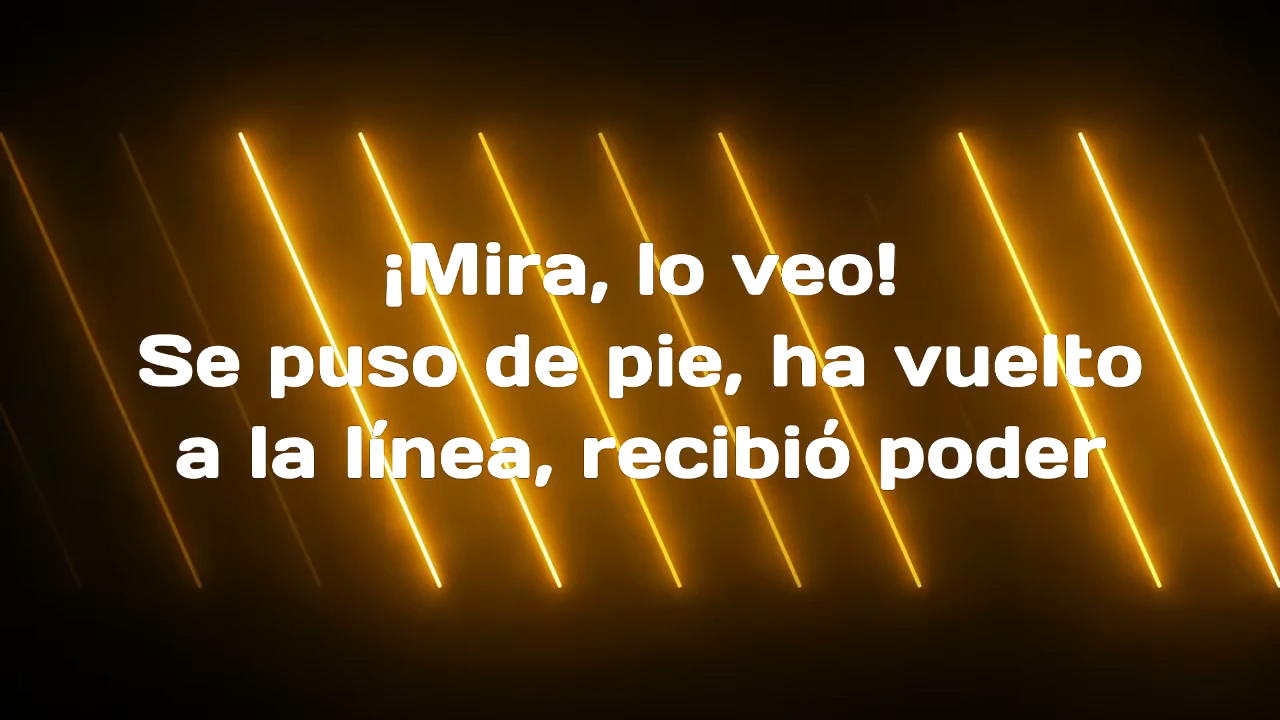 ¡Mira, lo veo!
Se puso de pie, ha vuelto
a la línea, recibió poder